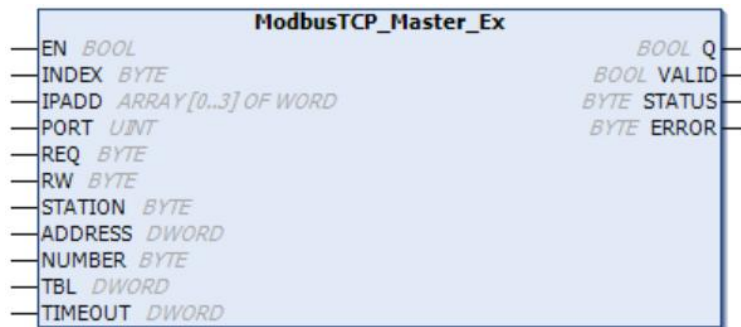 ModbusTCP_Master_Ex
EN BOOL BOOL Q
INDEX BYTE BOOL VALID
IPADD ARRAY [0..3] OF WORD BYTE STATUS
PORT UINT BYTE ERROR
REQ BYTE
RW BYTE
STATION BYTE
ADDRESS DWORD
NUMBER BYTE
TBL DWORD
TIMEOUT DWORD